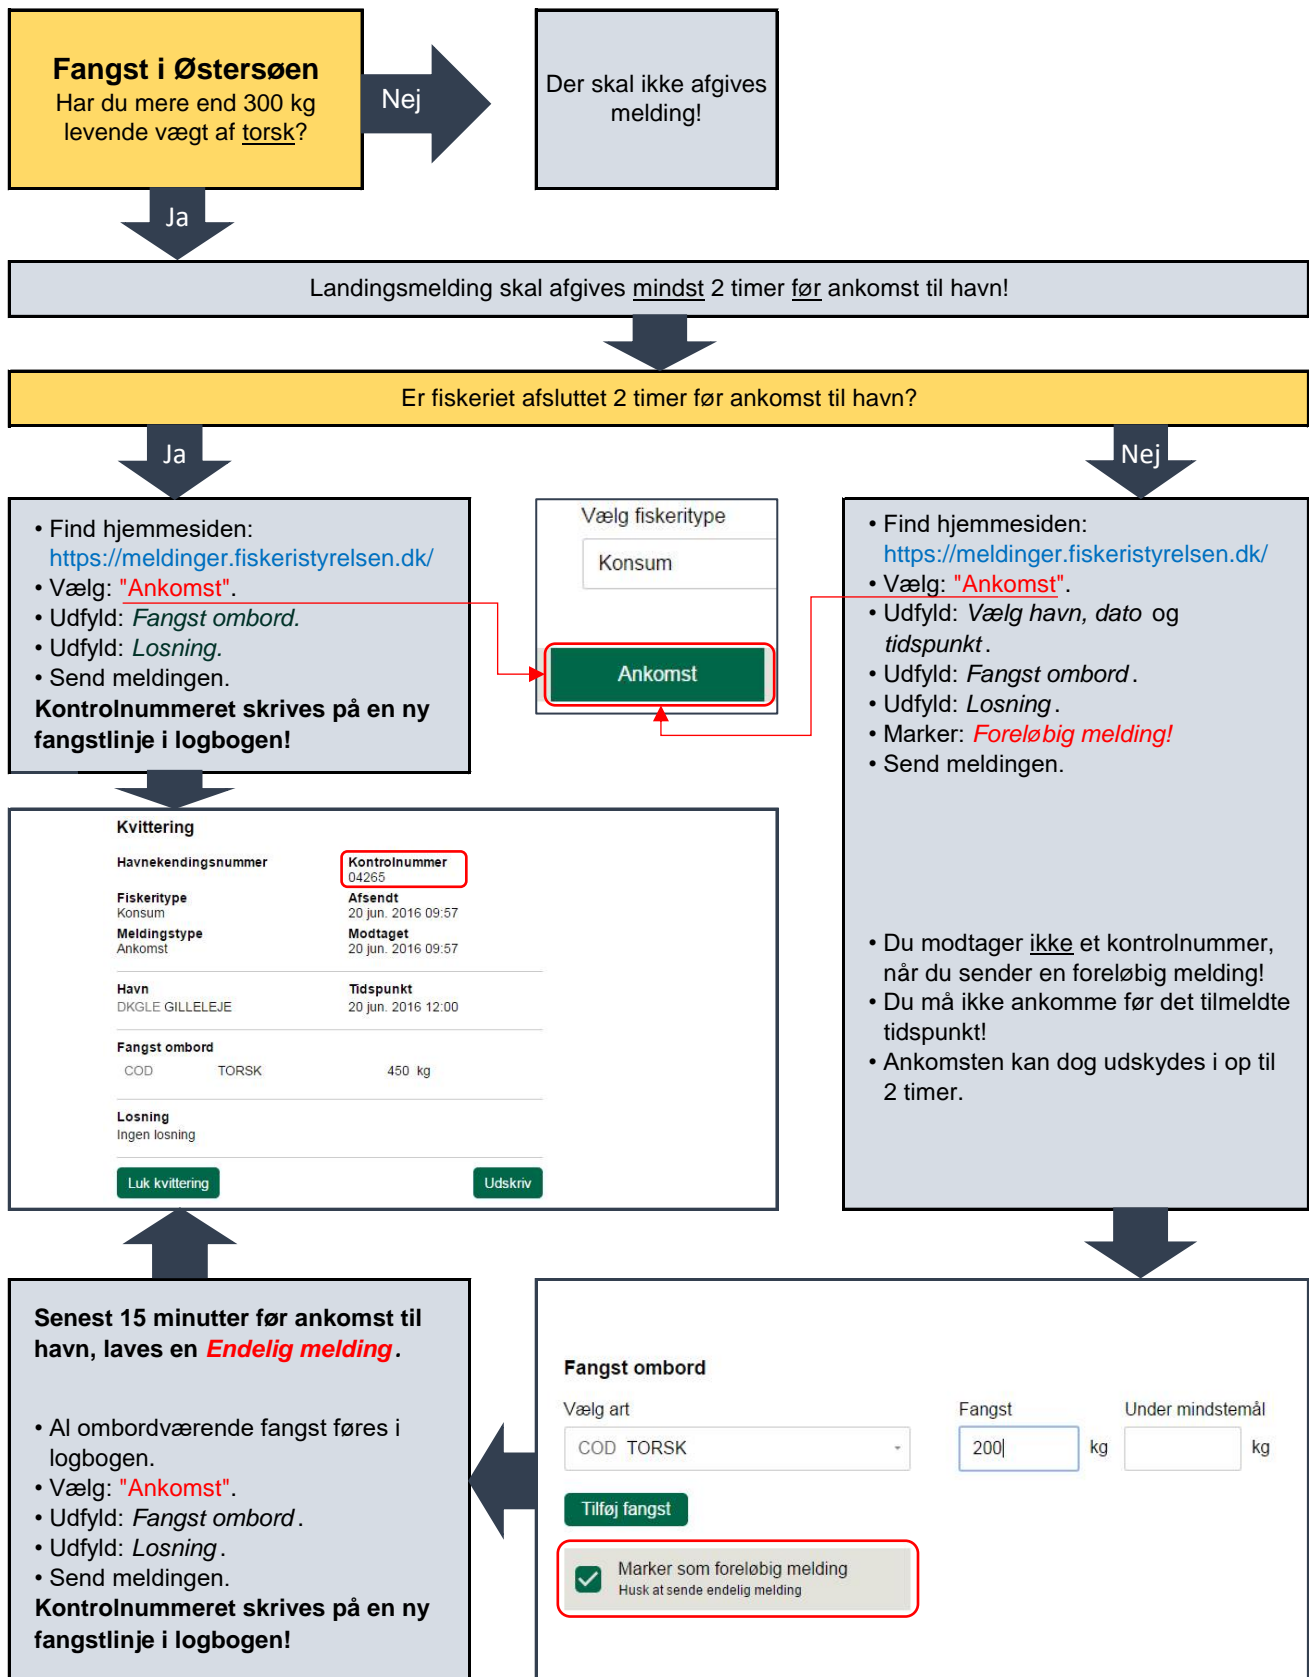 Fangst i Østersøen
Har du mere end 300 kg
levende vægt af torsk?
Nej
Der skal ikke afgives
melding!
Ja
Landingsmelding skal afgives mindst 2 timer før ankomst til havn!
Er fiskeriet afsluttet 2 timer før ankomst til havn?
Ja
Nej
• Find hjemmesiden:
https://meldinger.fiskeristyrelsen.dk/
• Vælg: "Ankomst".
• Udfyld: Fangst ombord.
• Udfyld: Losning.
• Send meldingen.
Kontrolnummeret skrives på en ny
fangstlinje i logbogen!
Vælg fiskeritype
Konsum
Ankomst
• Find hjemmesiden:
https://meldinger.fiskeristyrelsen.dk/
• Vælg: "Ankomst".
• Udfyld: Vælg havn, dato og
tidspunkt.
• Udfyld: Fangst ombord.
• Udfyld: Losning.
• Marker: Foreløbig melding!
• Send meldingen.
• Du modtager ikke et kontrolnummer,
når du sender en foreløbig melding!
• Du må ikke ankomme før det tilmeldte
tidspunkt!
• Ankomsten kan dog udskydes i op til
2 timer.
Kvittering
Havnekendingsnummer Kontrolnummer
04265
Fiskeritype Afsendt
Konsum 20 jun. 2016 09:57
Meldingstype Modtaget
Ankomst 20 jun. 2016 09:57
Havn Tidspunkt
DKGLE GILLELEJE 20 jun. 2016 12:00
Fangst ombord
COD TORSK 450 kg
Losning
Ingen losning
Luk kvittering Udskriv
Senest 15 minutter før ankomst til
havn, laves en Endelig melding.
• Al ombordværende fangst føres i
logbogen.
• Vælg: "Ankomst".
• Udfyld: Fangst ombord.
• Udfyld: Losning.
• Send meldingen.
Kontrolnummeret skrives på en ny
fangstlinje i logbogen!
Fangst ombord
Vælg art Fangst Under mindstemål
COD TORSK 200 kg kg
Tilføj fangst
Marker som foreløbig melding
Husk at sende endelig melding